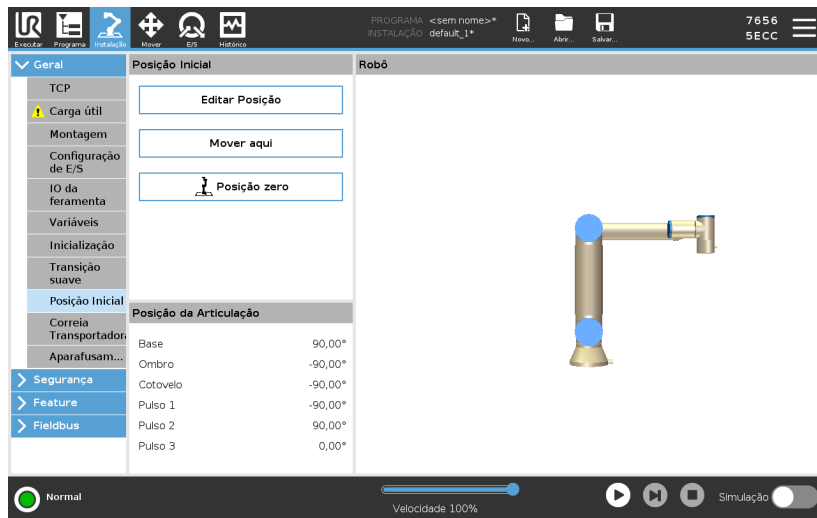 UR
PROGRAMA <sem nome>*
INSTALAÇÃO default_1*
7656
5ECC
Executar Programa Instalação Mover E/S Histórico Novo... Abrir... Salvar...
Geral
TCP
Carga útil
Montagem
Configuração
de E/S
IO da
feramenta
Variáveis
Inicialização
Transição
suave
Posição Inicial
Correia
Transportadora
Aparafusam...
Segurança
Feature
Fieldbus
Posição Inicial
Editar Posição
Mover aqui
Posição zero
Posição da Articulação
Base 90,00°
Ombro -90,00°
Cotovelo -90,00°
Pulso 1 -90,00°
Pulso 2 90,00°
Pulso 3 0,00°
Robô
Normal
Velocidade 100%
Simulação